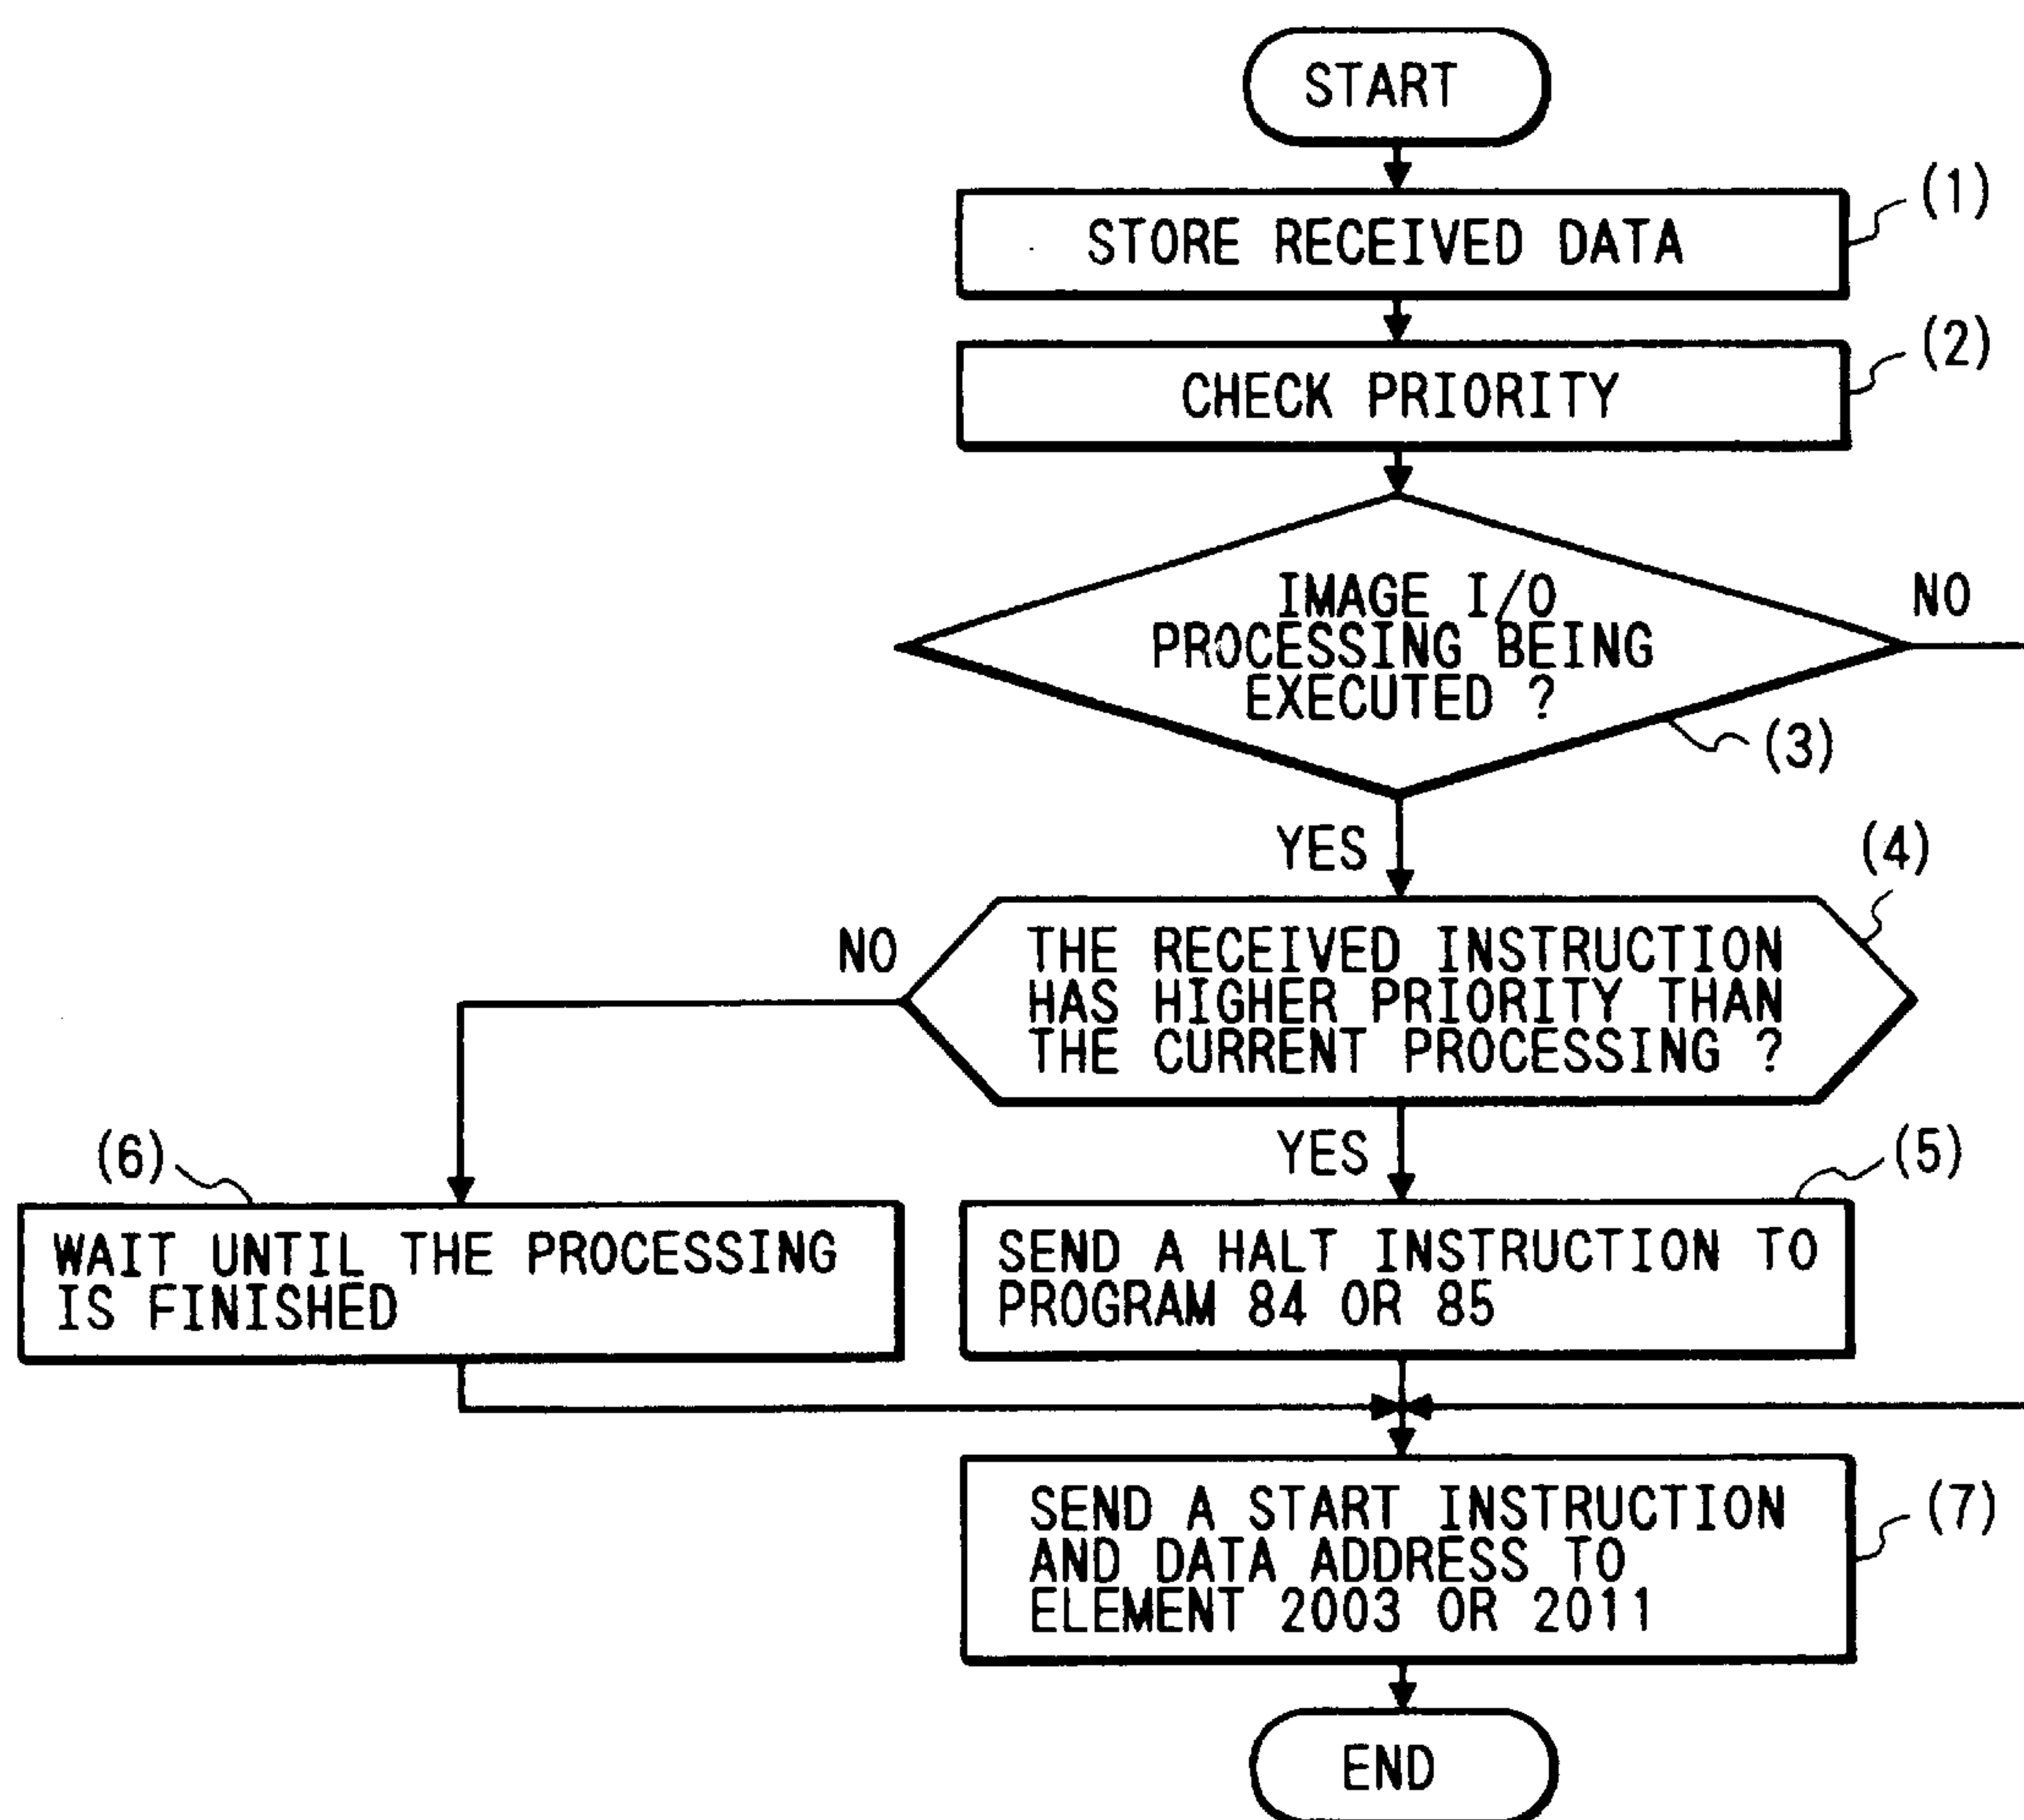 START
(1)
STORE RECEIVED DATA
(2)
CHECK PRIORITY
IMAGE I/O
PROCESSING BEING
EXECUTED ?
NO
(3)
YES
(4)
NO
THE RECEIVED INSTRUCTION
HAS HIGHER PRIORITY THAN
THE CURRENT PROCESSING ?
YES
(6)
(5)
WAIT UNTIL THE PROCESSING
IS FINISHED
SEND A HALT INSTRUCTION TO
PROGRAM 84 OR 85
SEND A START INSTRUCTION
AND DATA ADDRESS TO
ELEMENT 2003 OR 2011
(7)
END